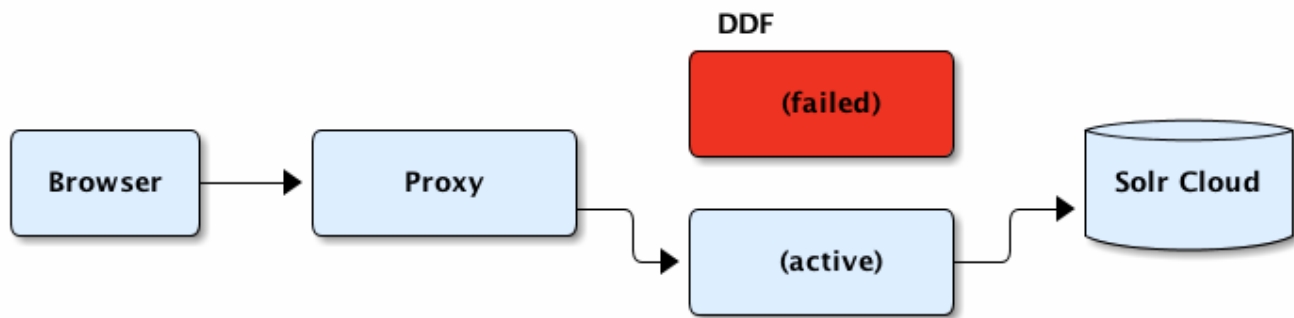 DDF
(failed)
Browser
Proxy
Solr Cloud
(active)